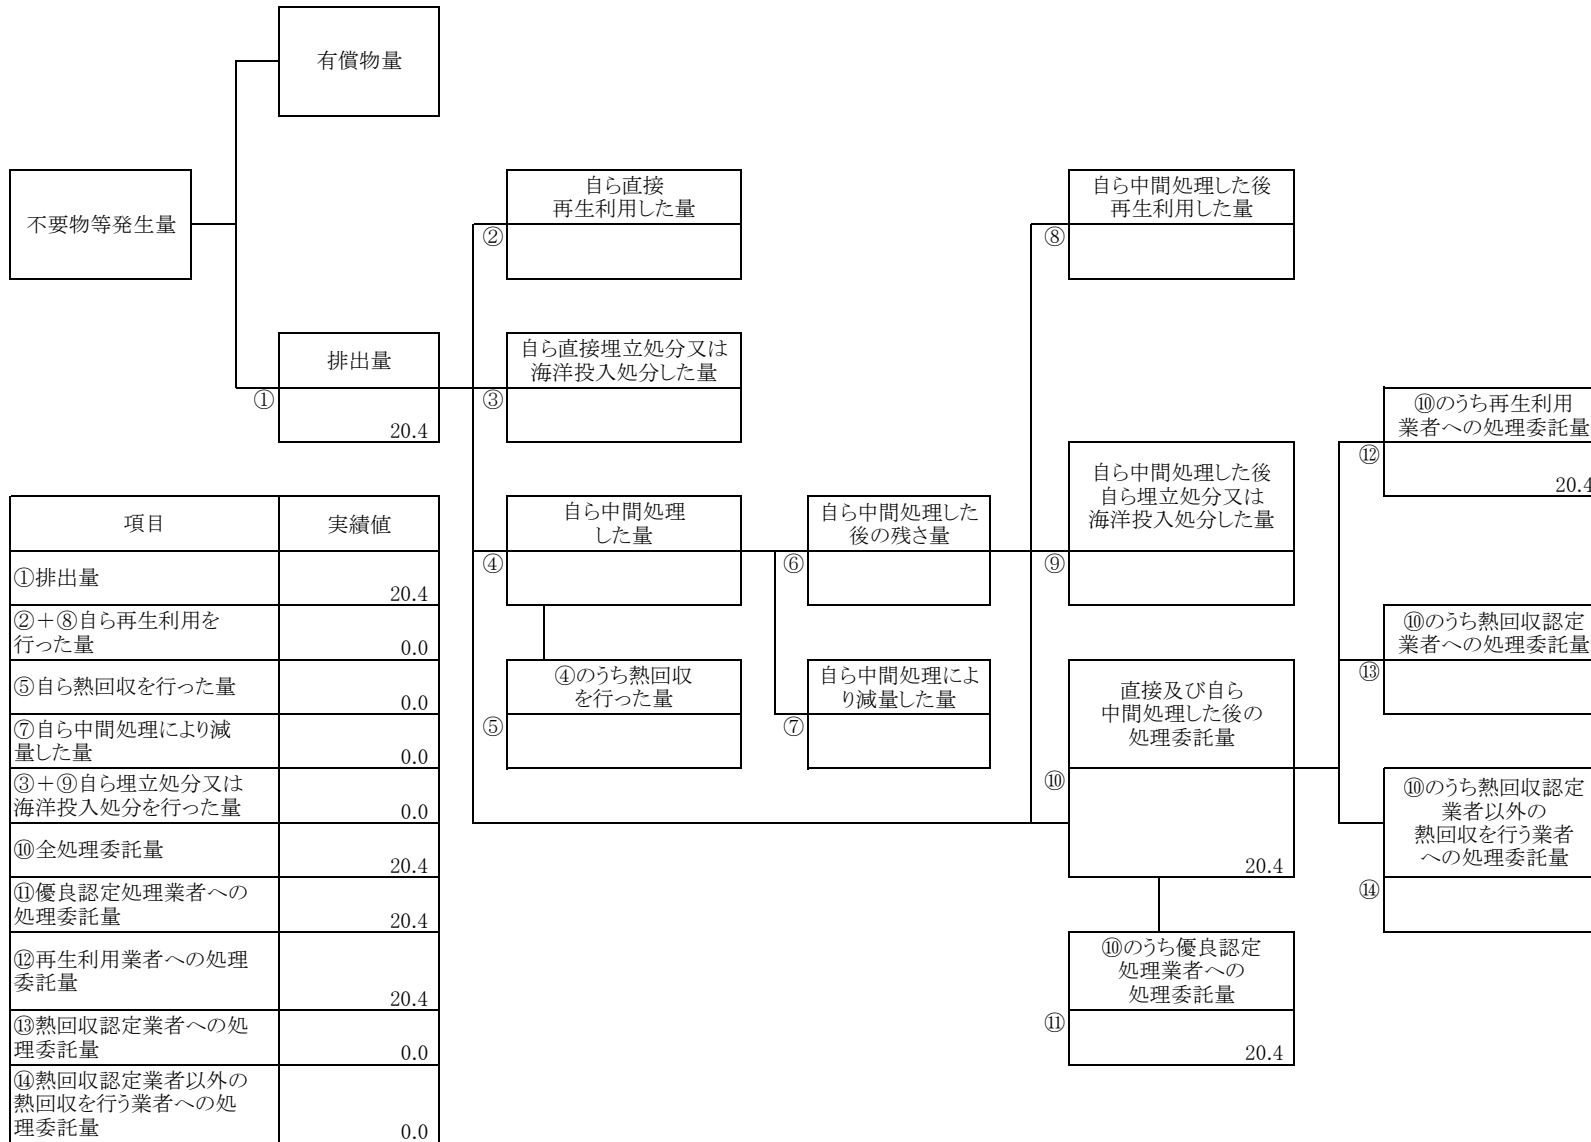 有償物量
不要物等発生量
自ら直接
再生利用した量
②
自ら中間処理した後
再生利用した量
⑧
排出量
①
20.4
自ら直接埋立処分又は
海洋投入処分した量
③
⑩のうち再生利用
業者への処理委託量
⑫
20.4
自ら中間処理
した量
④
自ら中間処理した
後の残さ量
⑥
自ら中間処理した後
自ら埋立処分又は
海洋投入処分した量
⑨
④のうち熱回収
を行った量
⑤
自ら中間処理によ
り減量した量
⑦
直接及び自ら
中間処理した後の
処理委託量
⑩
20.4
⑩のうち熱回収認定
業者への処理委託量
⑬
⑩のうち熱回収認定
業者以外の
熱回収を行う業者
への処理委託量
⑭
⑩のうち優良認定
処理業者への
処理委託量
⑪
20.4
項目 実績値
①排出量
20.4
②＋⑧自ら再生利用を
行った量
0.0
⑤自ら熱回収を行った量
0.0
⑦自ら中間処理により減
量した量
0.0
③＋⑨自ら埋立処分又は
海洋投入処分を行った量
0.0
⑩全処理委託量
20.4
⑪優良認定処理業者への
処理委託量
20.4
⑫再生利用業者への処理
委託量
20.4
⑬熱回収認定業者への処
理委託量
0.0
⑭熱回収認定業者以外の
熱回収を行う業者への処
理委託量
0.0